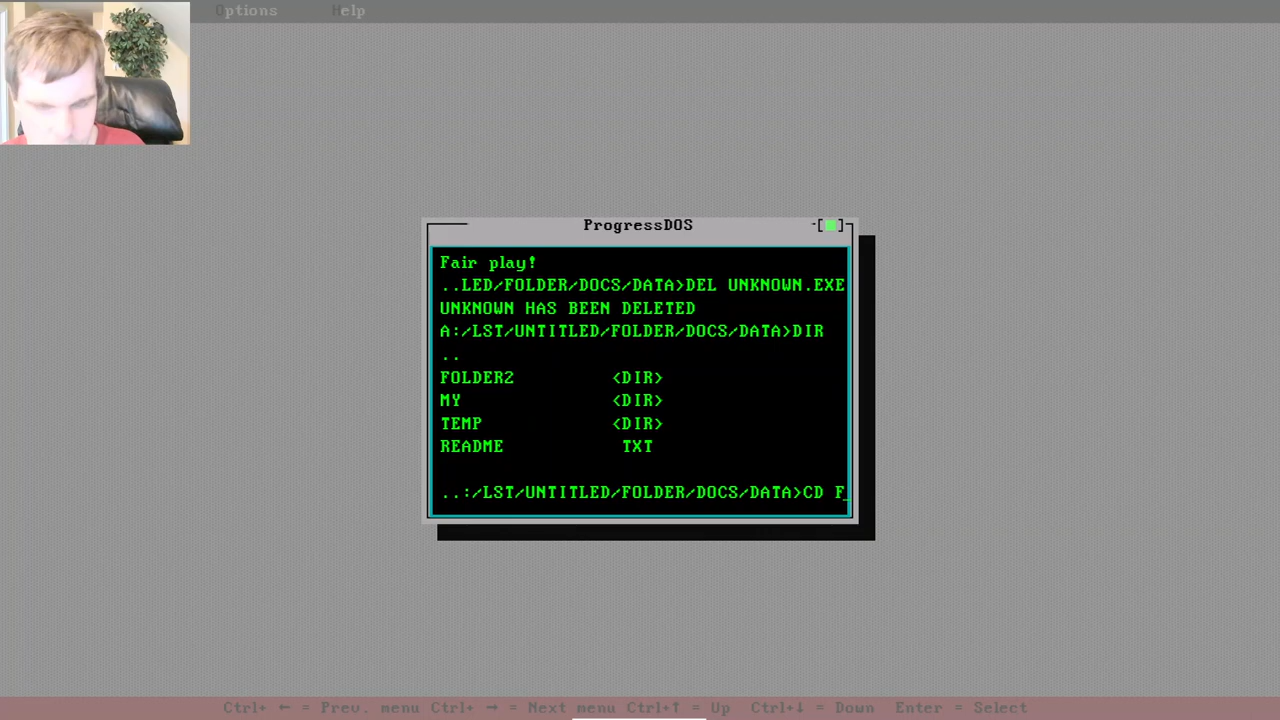 Options Help
ProgressDOS
Fair play!
..LED/FOLDER/DOCS/DATA>DEL UNKNOWN.EXE
UNKNOWN HAS BEEN DELETED
A:/LST/UNTITLED/FOLDER/DOCS/DATA>DIR
..
FOLDER2 <DIR>
MY <DIR>
TEMP <DIR>
README TXT
..:/LST/UNTITLED/FOLDER/DOCS/DATA>CD F_
Ctrl+ ← = Prev. menu Ctrl+ → = Next menu Ctrl+↑ = Up Ctrl+↓ = Down Enter = Select